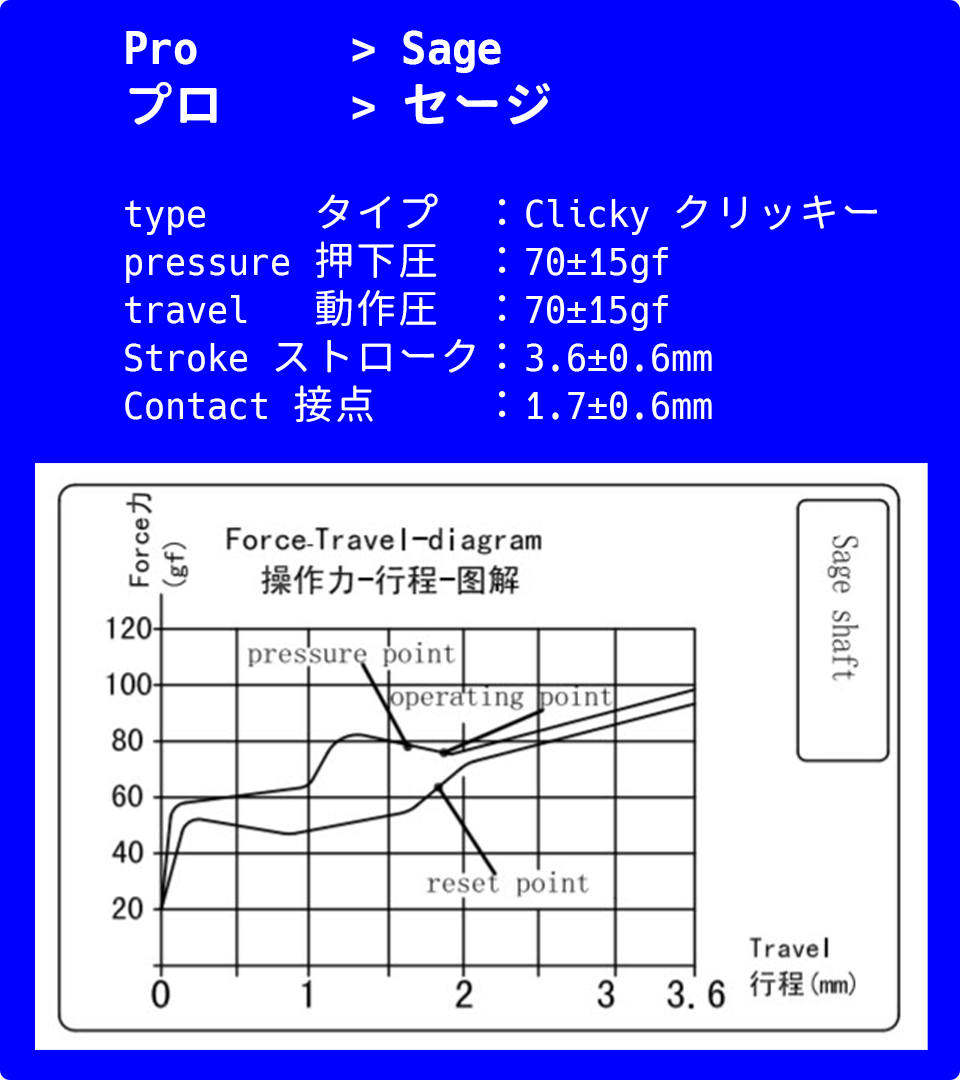 Pro > Sage
プロ > セージ
type タイプ ：Clicky クリッキー
pressure 押下圧 ：70±15gf
travel 動作圧 ：70±15gf
Stroke ストローク：3.6±0.6mm
Contact 接点 ：1.7±0.6mm
Force力
(gf)
Force-Travel-diagram
操作力-行程-图解
Sage shaft
120
pressure point
100
operating point
80
60
40
reset point
20
Travel
行程(mm)
0 1 2 3 3.6